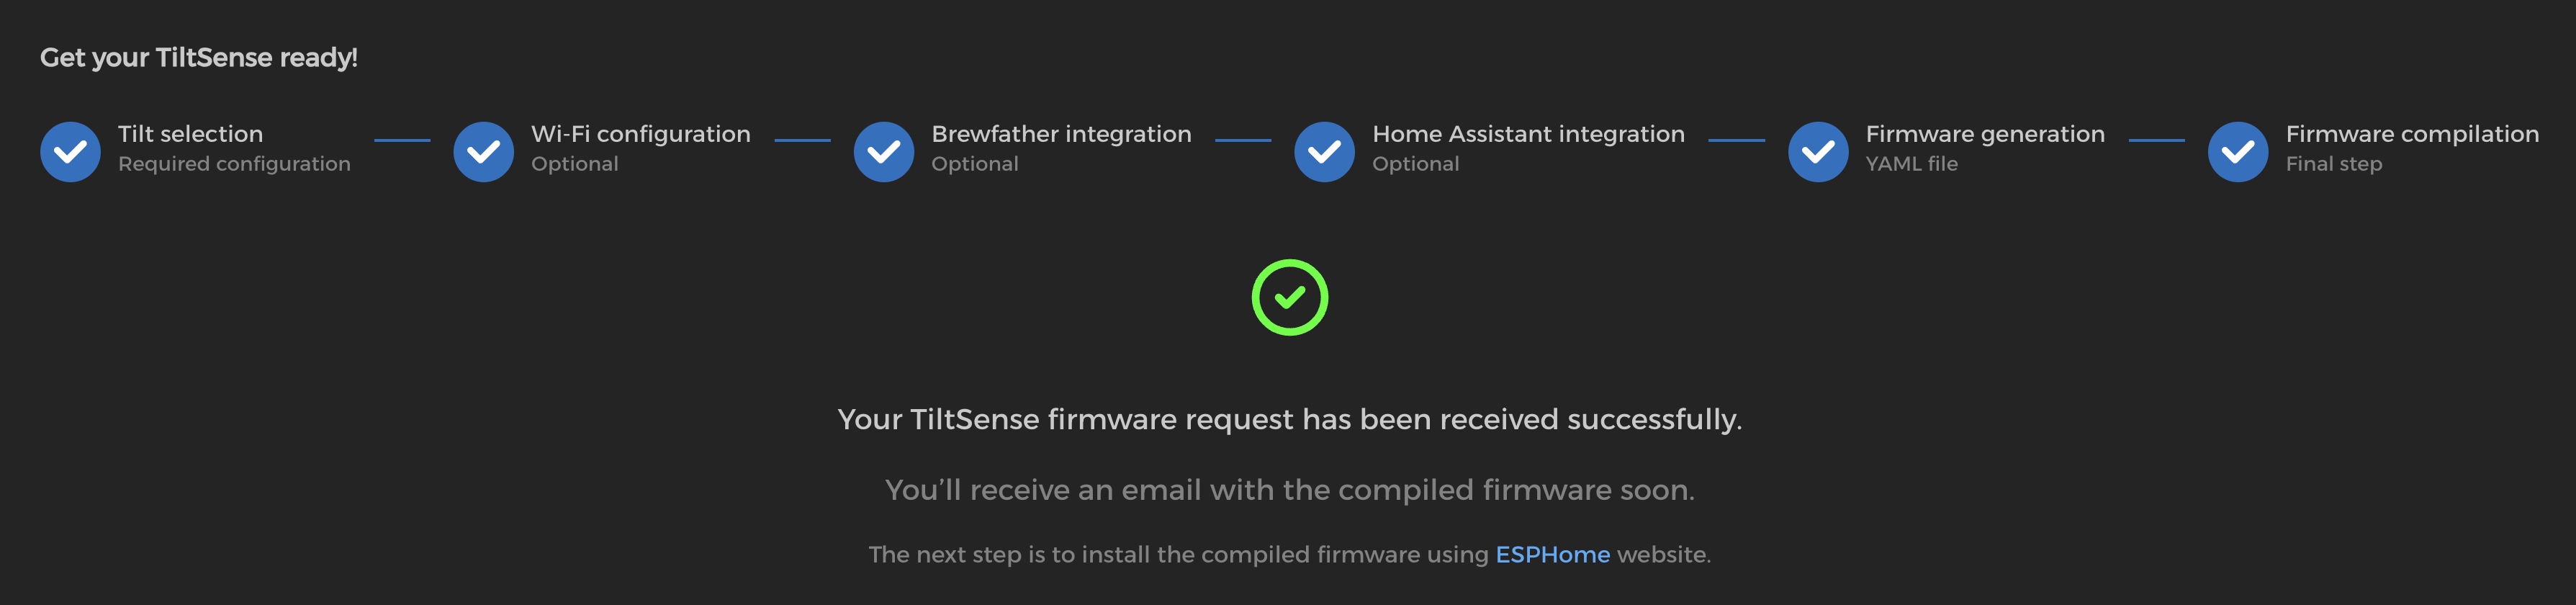 Get your TiltSense ready!
Tilt selection
Required configuration
Wi-Fi configuration
Optional
Brewfather integration
Optional
Home Assistant integration
Optional
Firmware generation
YAML file
Firmware compilation
Final step
Your TiltSense firmware request has been received successfully.
You’ll receive an email with the compiled firmware soon.
The next step is to install the compiled firmware using ESPHome website.